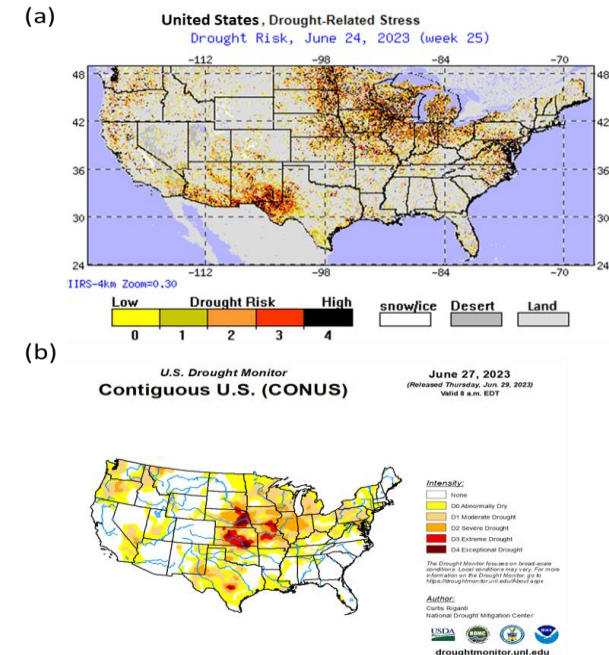 (a)
United States , Drought-Related Stress
Drought Risk, June 24, 2023 (week 25)
-112 -98 -84 -70
48 48
42 42
36 36
30 30
24 24
-112 -98 -84 -70
IIRS-4km Zoom=0.30
Low Drought Risk High
0 1 2 3 4
snow/ice Desert Land
(b)
U.S. Drought Monitor
Contiguous U.S. (CONUS)
June 27, 2023
(Released Thursday, Jun. 29, 2023)
Valid 8 a.m. EDT
Intensity:
None
D0 Abnormally Dry
D1 Moderate Drought
D2 Severe Drought
D3 Extreme Drought
D4 Exceptional Drought
The Drought Monitor focuses on broad-scale
conditions. Local conditions may vary. For more
information on the Drought Monitor, go to
https://droughtmonitor.unl.edu/About.aspx
Author:
Curtis Riganti
National Drought Mitigation Center
USDA
NDMC
droughtmonitor.unl.edu